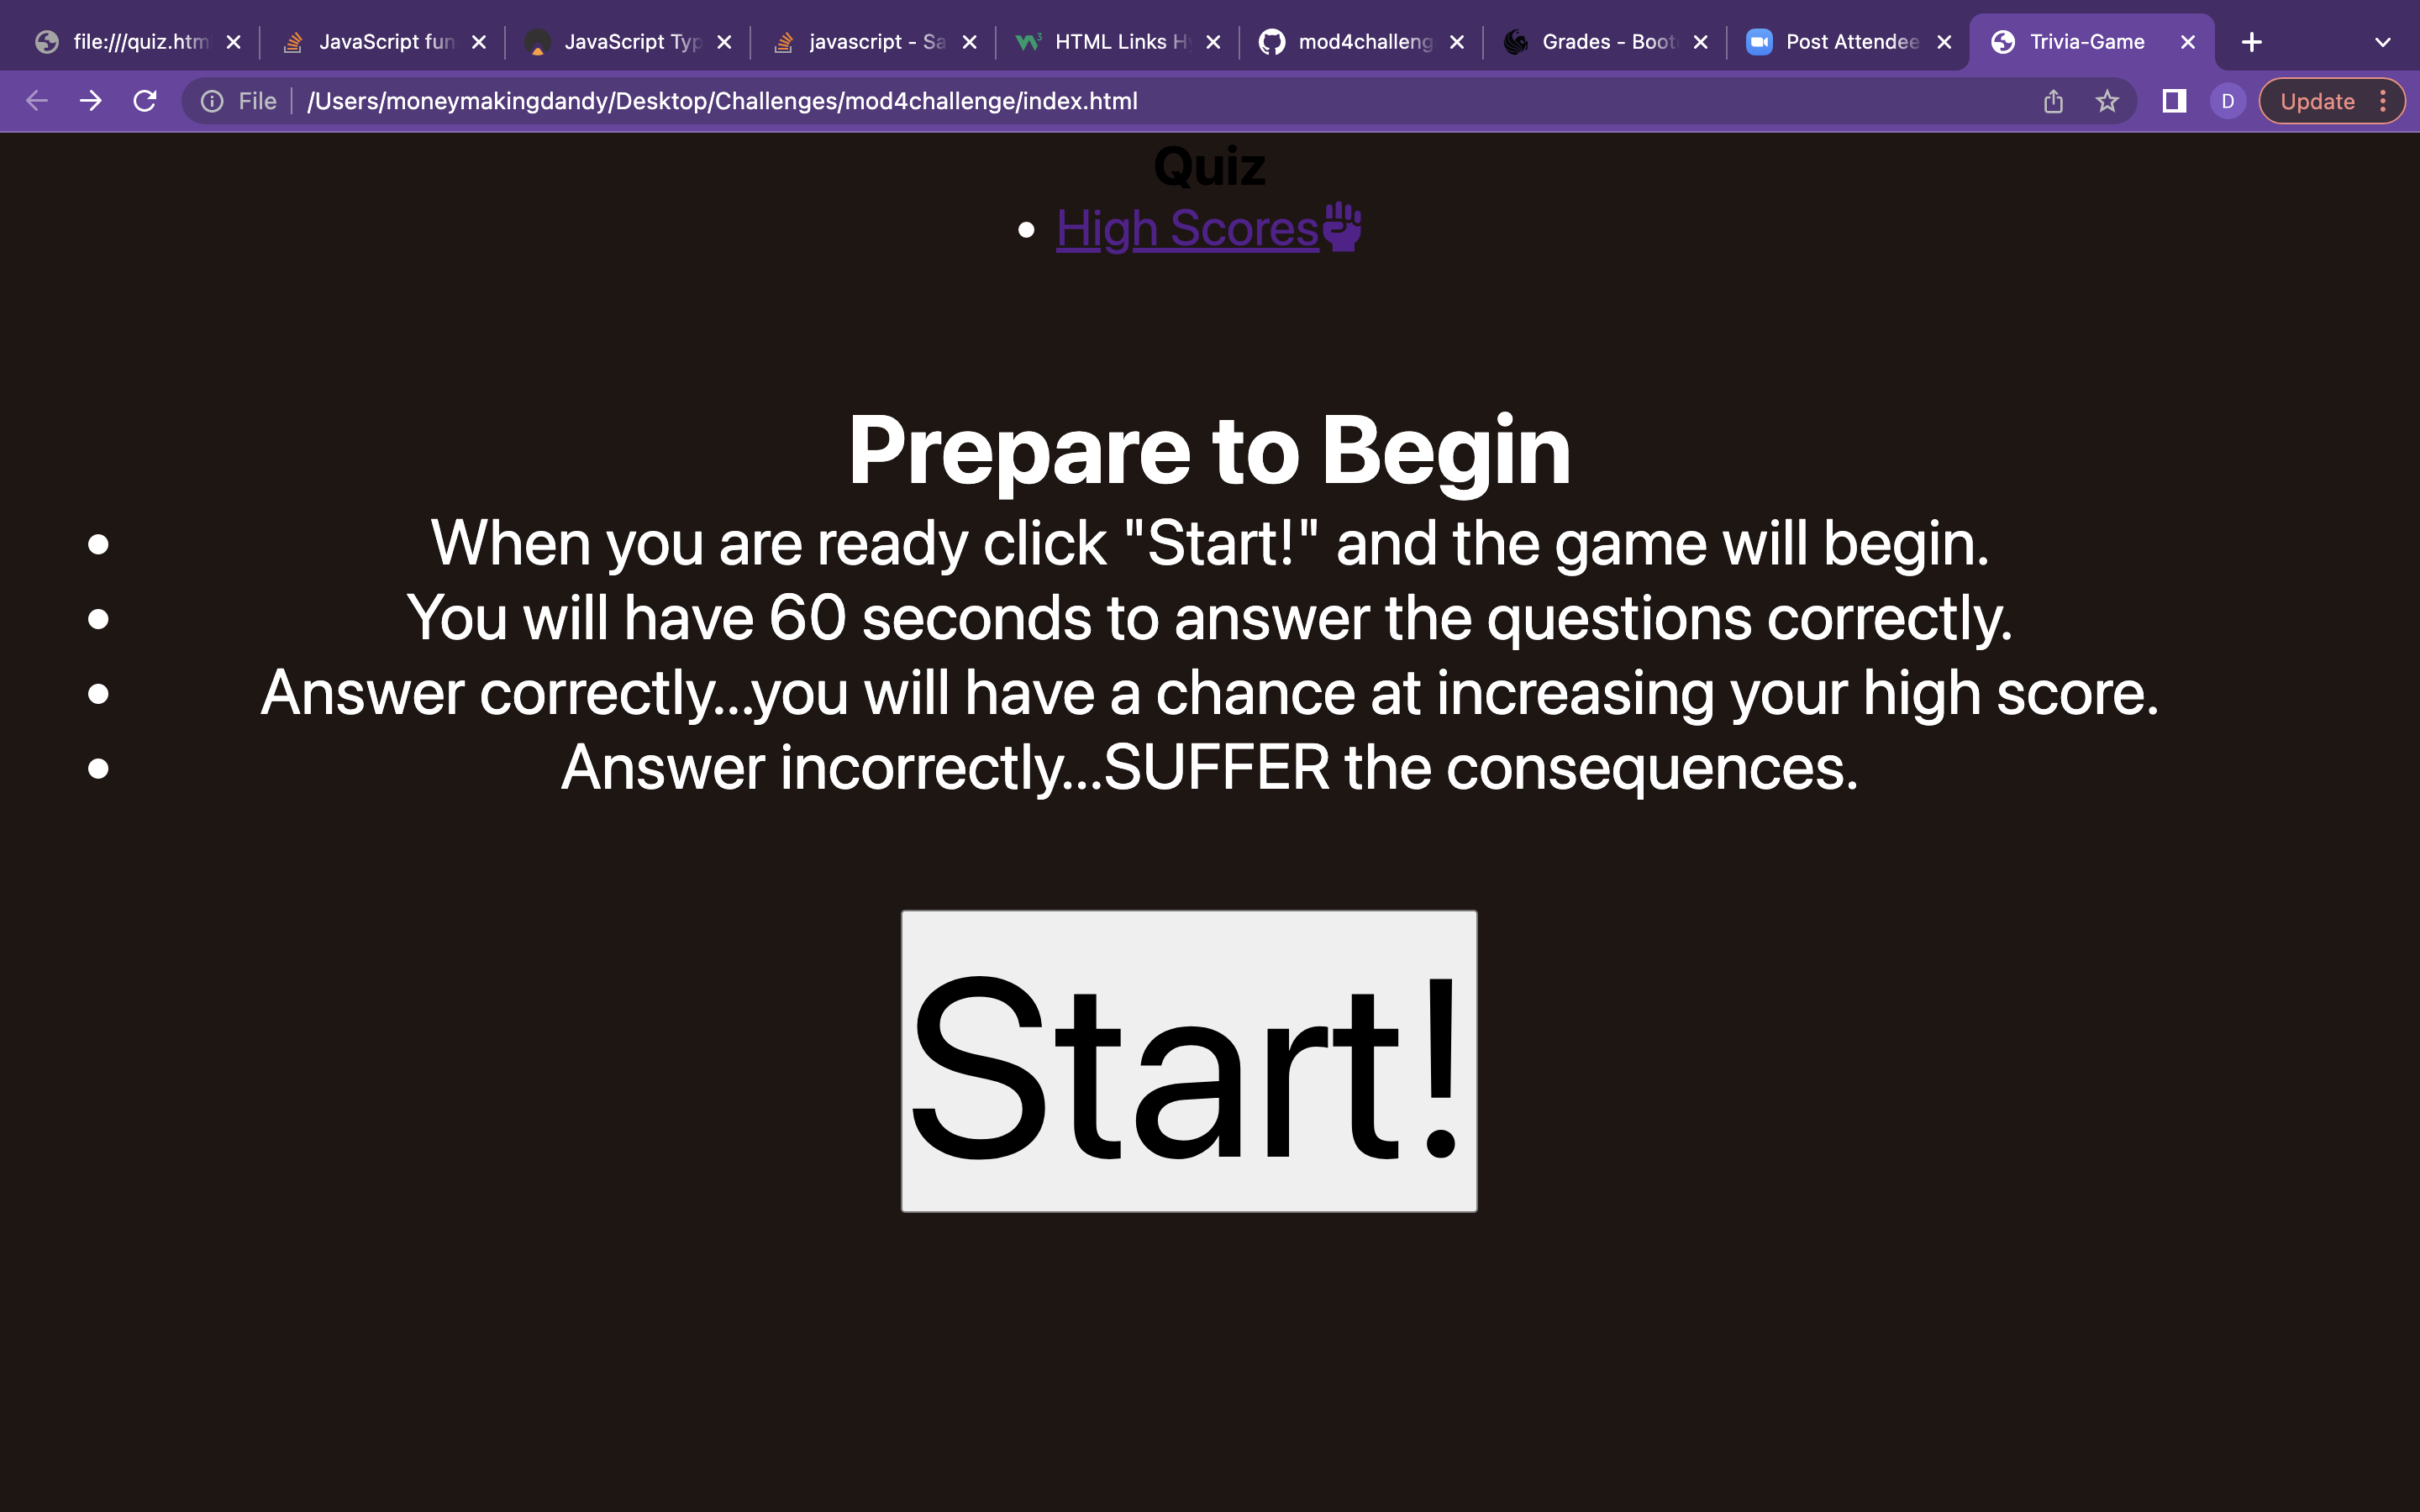 file:///quiz.htm
JavaScript fun
JavaScript Typ
javascript - Sa
HTML Links H
mod4challeng
Grades - Boot
Post Attendee
Trivia-Game
File
/Users/moneymakingdandy/Desktop/Challenges/mod4challenge/index.html
D
Update
Quiz
• High Scores
Prepare to Begin
• When you are ready click "Start!" and the game will begin.
• You will have 60 seconds to answer the questions correctly.
• Answer correctly...you will have a chance at increasing your high score.
• Answer incorrectly...SUFFER the consequences.
Start!